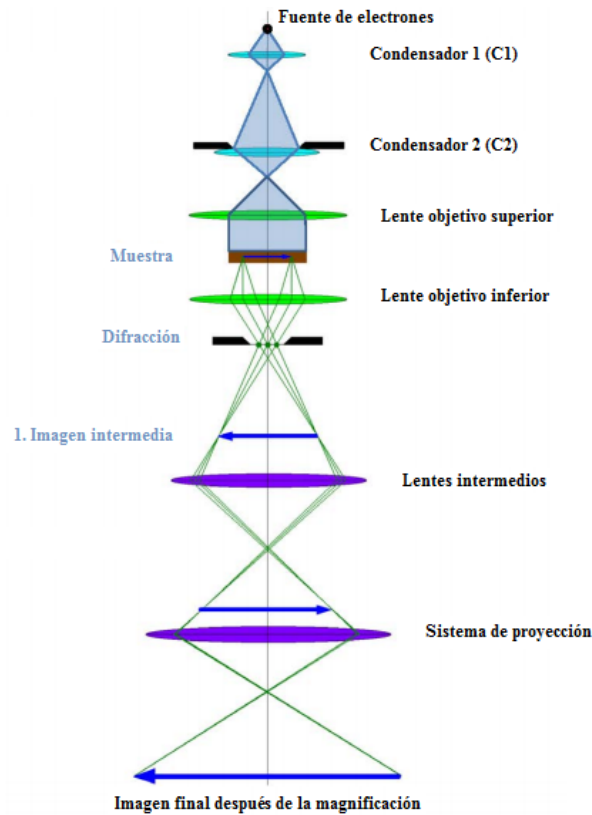 Fuente de electrones
Condensador 1 (C1)
Condensador 2 (C2)
Lente objetivo superior
Muestra
Lente objetivo inferior
Difracción
1. Imagen intermedia
Lentes intermedios
Sistema de proyección
Imagen final después de la magnificación